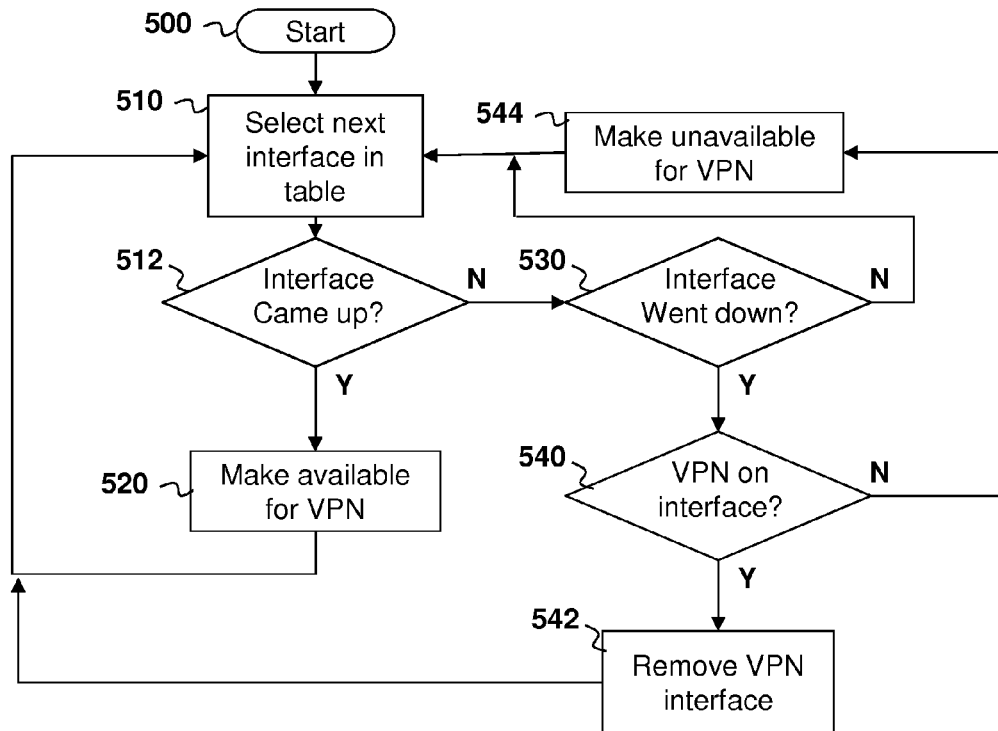 500
Start
510
Select next
interface in
table
544
Make unavailable
for VPN
512
Interface
Came up?
N
530
Interface
Went down?
N
Y
Y
520
Make available
for VPN
540
VPN on
interface?
N
Y
542
Remove VPN
interface